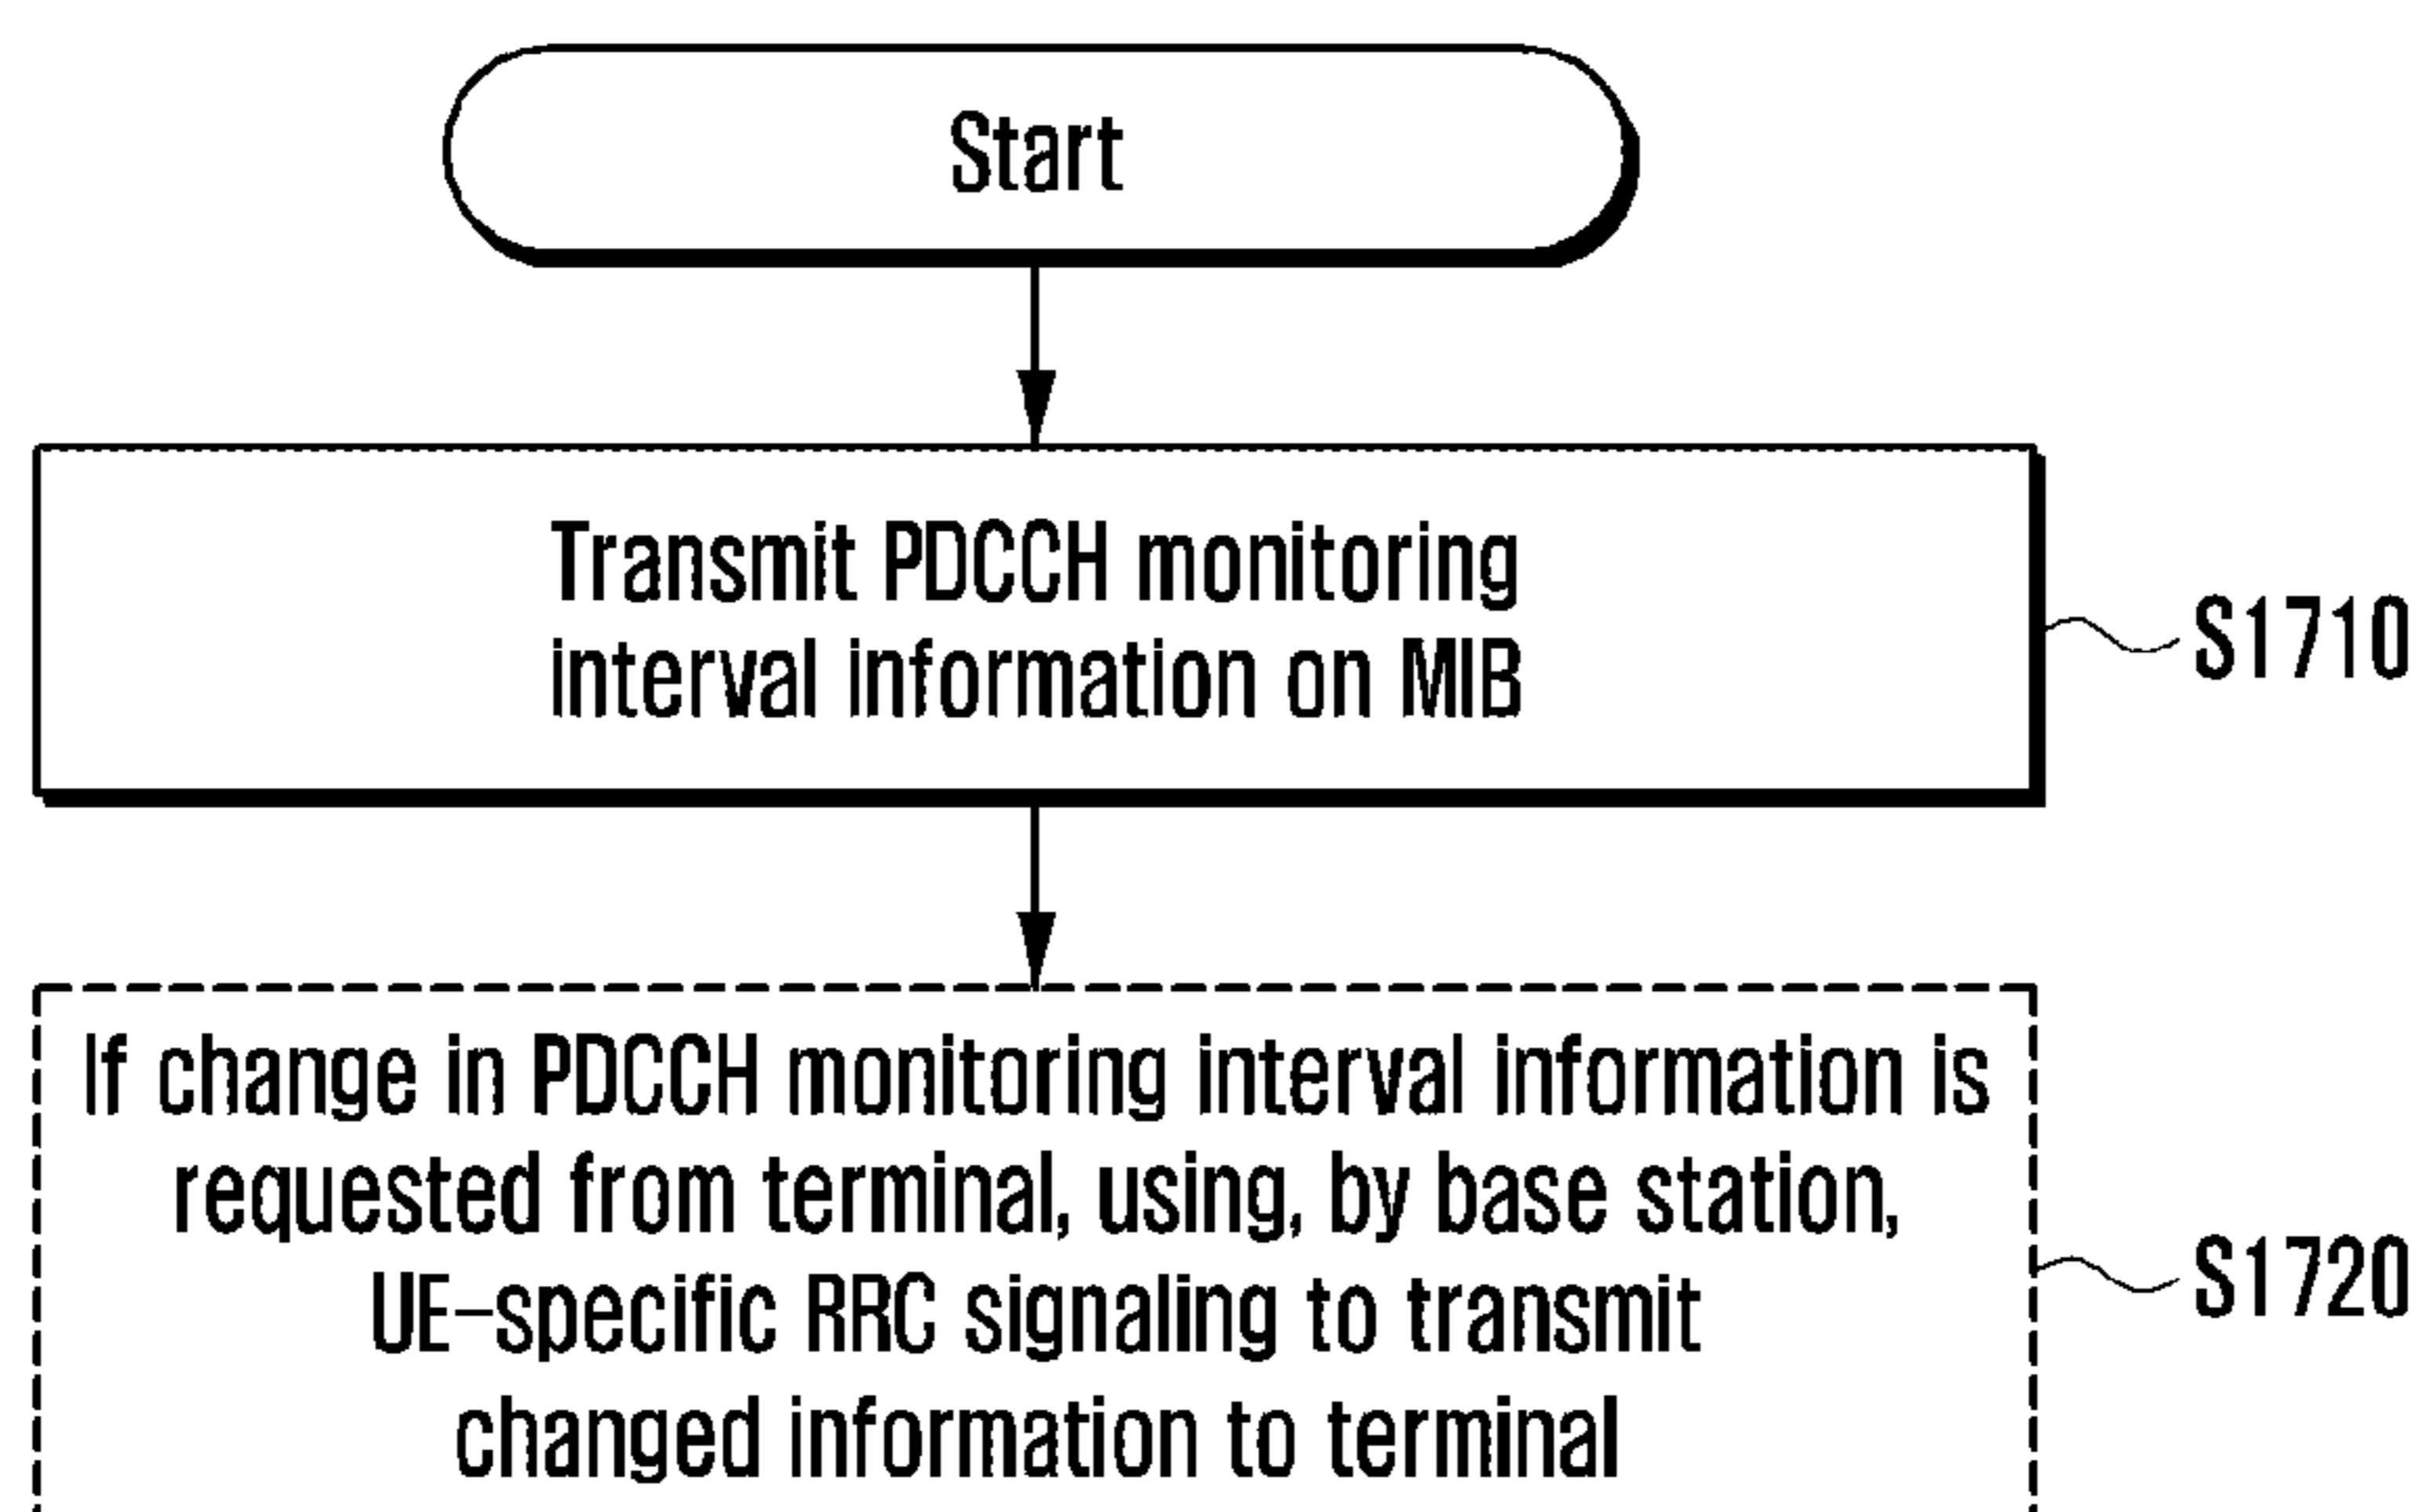 Start
Transmit PDCCH monitoring
interval information on MIB
S1710
If change in PDCCH monitoring interval information is
requested from terminal, using, by base station,
UE-specific RRC signaling to transmit
changed information to terminal
S1720